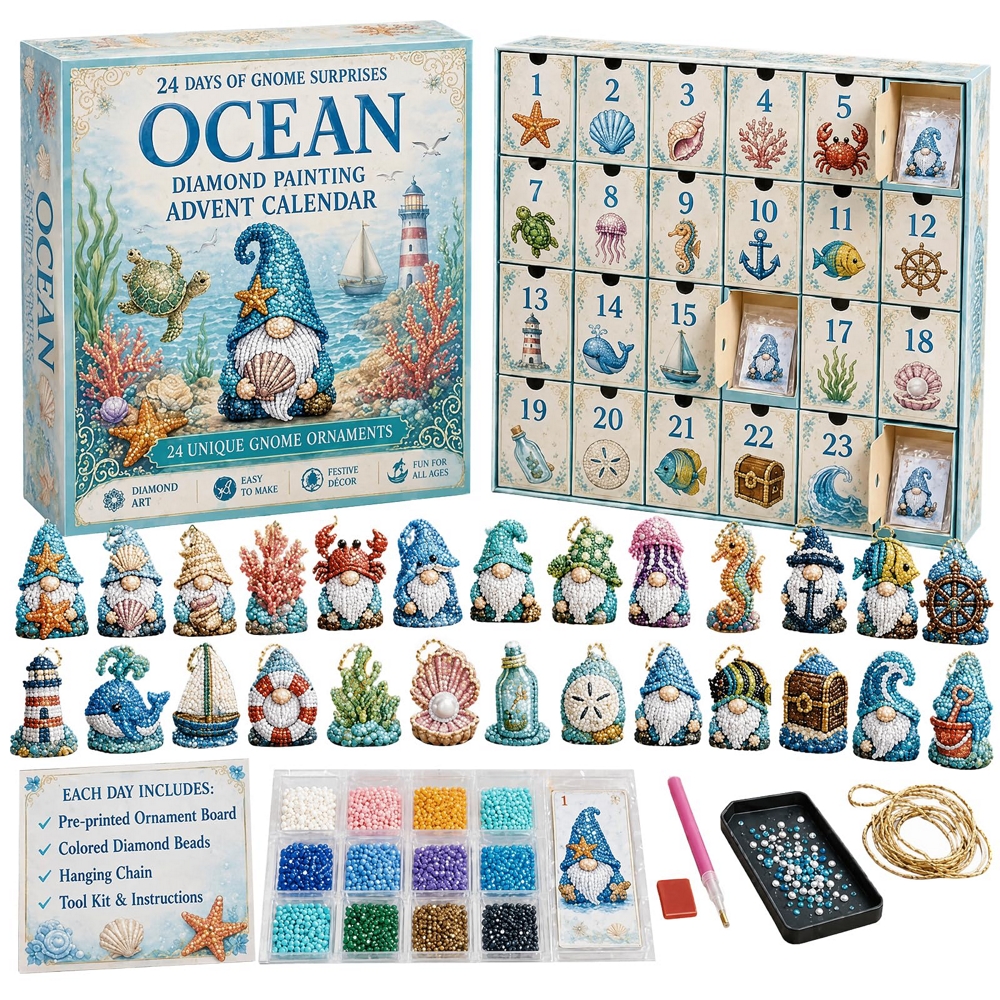 24 DAYS OF GNOME SURPRISES
OCEAN
DIAMOND PAINTING
ADVENT CALENDAR
24 UNIQUE GNOME ORNAMENTS
DIAMOND
ART
EASY
TO MAKE
FESTIVE
DÉCOR
FUN FOR
ALL AGES
OCEAN
1
2
3
4
5
7
8
9
10
11
12
13
14
15
17
18
19
20
21
22
23
EACH DAY INCLUDES:
✓ Pre-printed Ornament Board
✓ Colored Diamond Beads
✓ Hanging Chain
✓ Tool Kit & Instructions
1